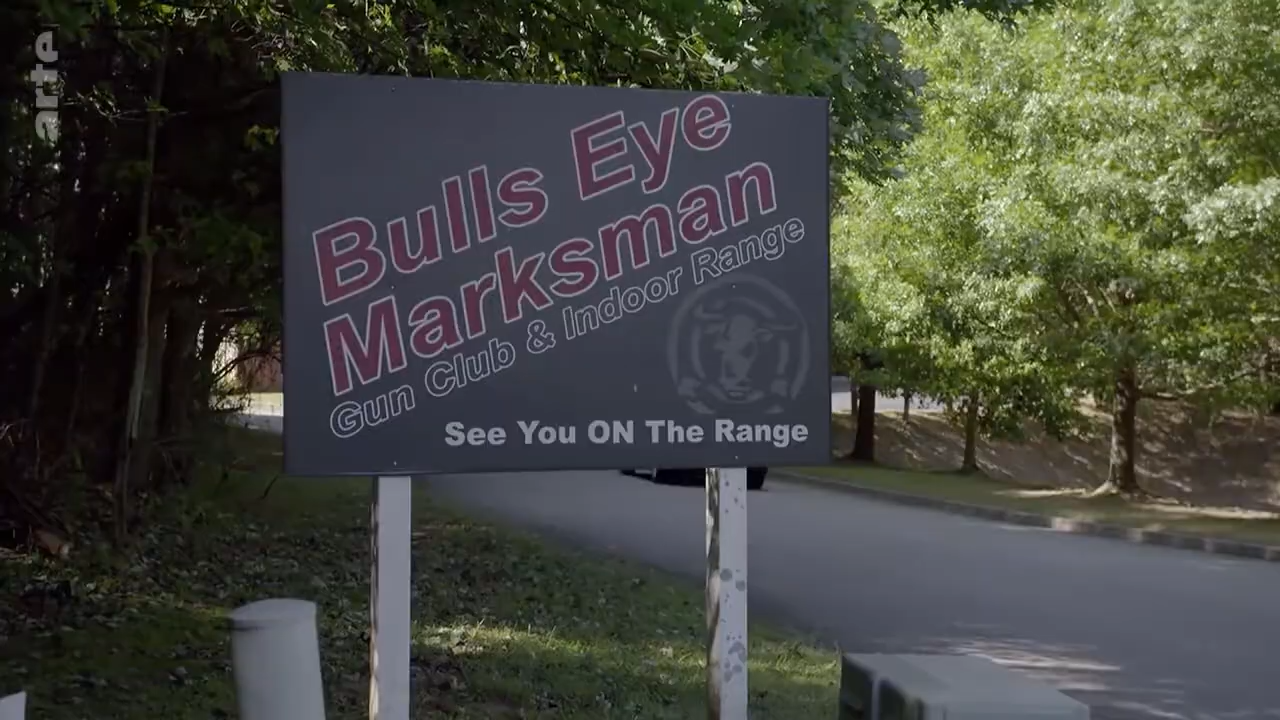 arte
Bulls Eye
Marksman
Gun Club & Indoor Range
See You ON The Range